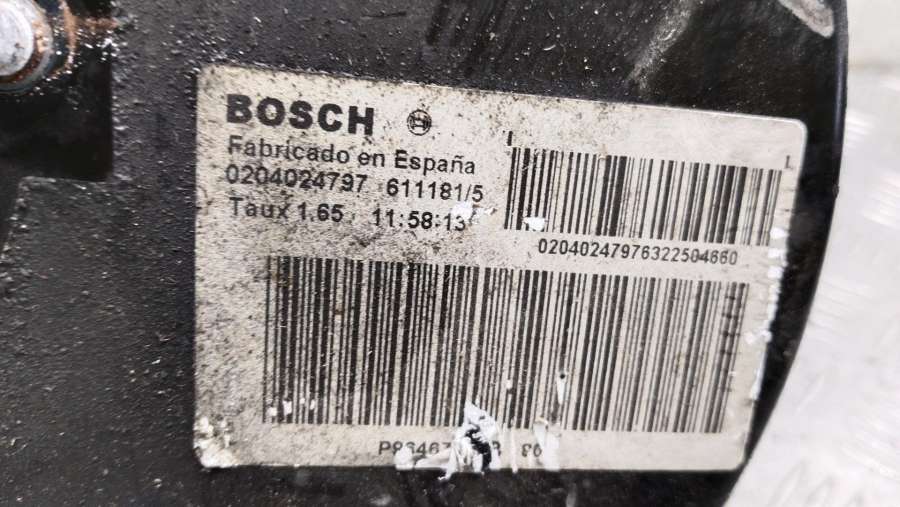 BOSCH
Fabricado en España
0204024797 611181/5
Taux 1.65 11:58:13
L
02040247976322504660